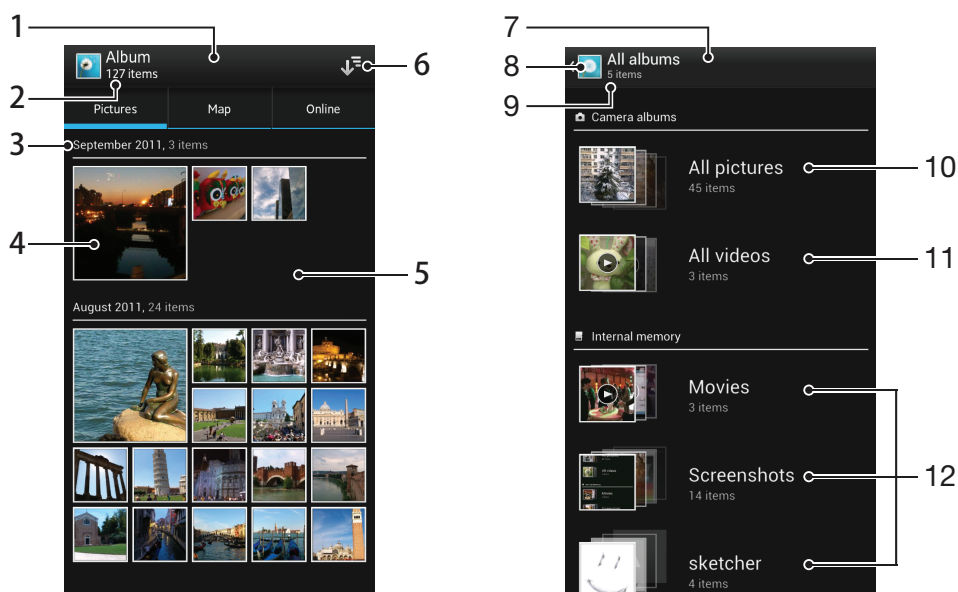 1
Album
127 items
2
6
Pictures
Map
Online
3
September 2011, 3 items
4
5
August 2011, 24 items
7
All albums
8
5 items
9
Camera albums
All pictures
10
45 items
All videos
11
3 items
Internal memory
Movies
3 items
Screenshots
12
14 items
sketcher
4 items